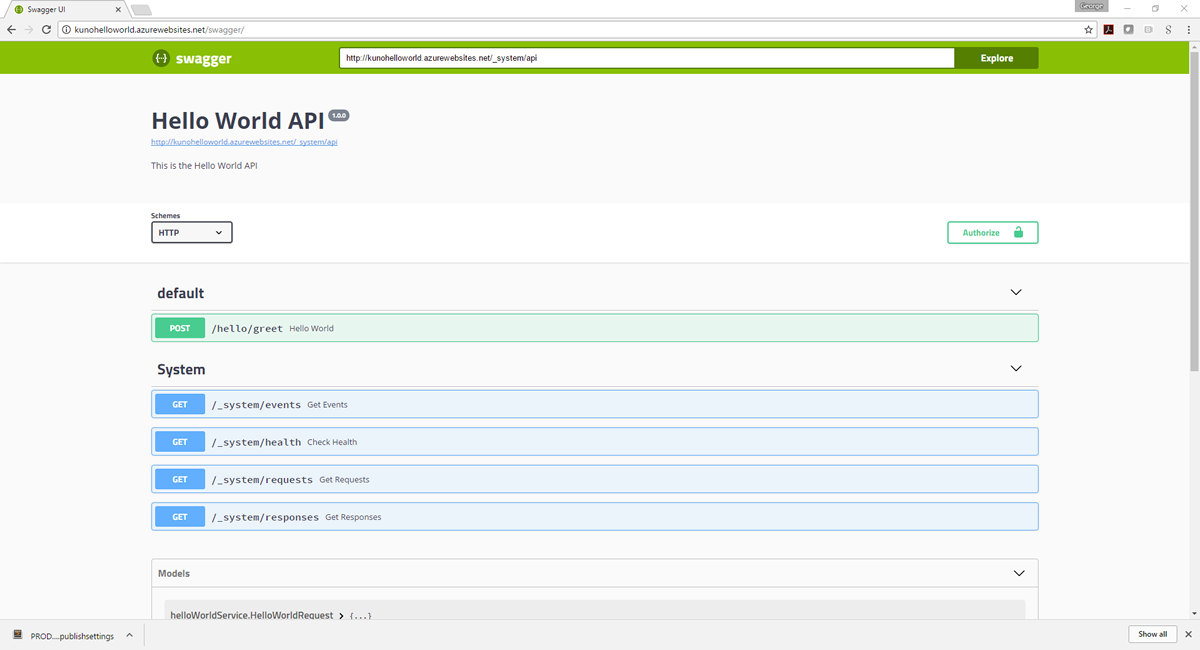 Swagger UI
George
kunohelloworld.azurewebsites.net/swagger/
S
{···} swagger
http://kunohelloworld.azurewebsites.net/_system/api
Explore
Hello World API 1.0.0
http://kunohelloworld.azurewebsites.net/_system/api
This is the Hello World API
Schemes
HTTP
Authorize
default
POST /hello/greet Hello World
System
GET /_system/events Get Events
GET /_system/health Check Health
GET /_system/requests Get Requests
GET /_system/responses Get Responses
Models
helloWorldService.HelloWorldRequest > {...}
PROD....publishsettings
Show all